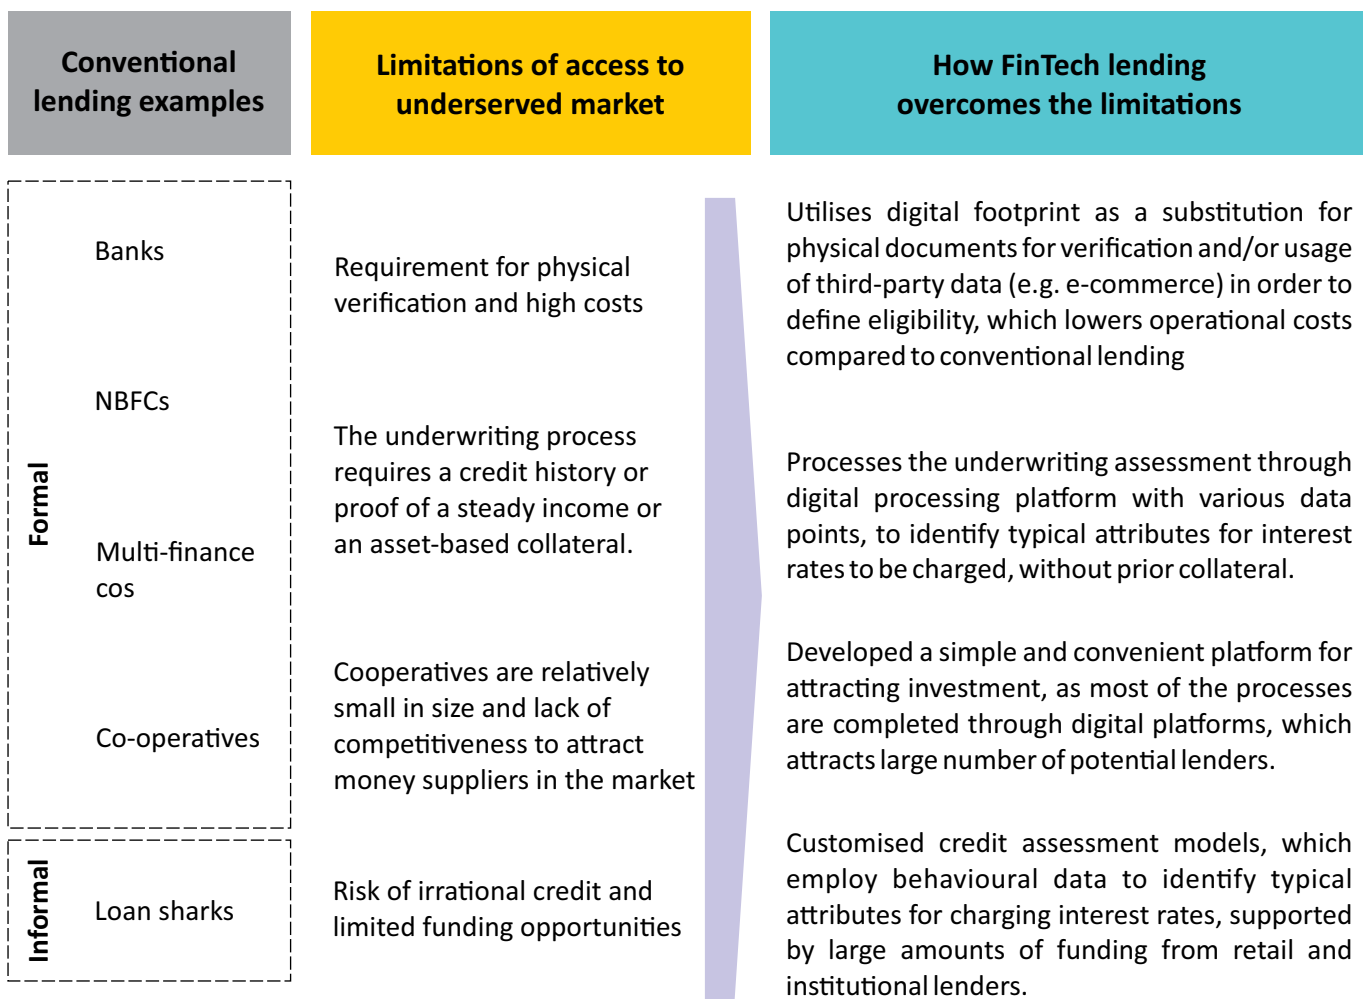 Conventional
lending examples
Limitations of access to
underserved market
How FinTech lending
overcomes the limitations
Formal
Banks
NBFCs
Multi-finance
cos
Co-operatives
Informal
Loan sharks
Requirement for physical
verification and high costs
The underwriting process
requires a credit history or
proof of a steady income or
an asset-based collateral.
Cooperatives are relatively
small in size and lack of
competitiveness to attract
money suppliers in the market
Risk of irrational credit and
limited funding opportunities
Utilises digital footprint as a substitution for
physical documents for verification and/or usage
of third-party data (e.g. e-commerce) in order to
define eligibility, which lowers operational costs
compared to conventional lending
Processes the underwriting assessment through
digital processing platform with various data
points, to identify typical attributes for interest
rates to be charged, without prior collateral.
Developed a simple and convenient platform for
attracting investment, as most of the processes
are completed through digital platforms, which
attracts large number of potential lenders.
Customised credit assessment models, which
employ behavioural data to identify typical
attributes for charging interest rates, supported
by large amounts of funding from retail and
institutional lenders.